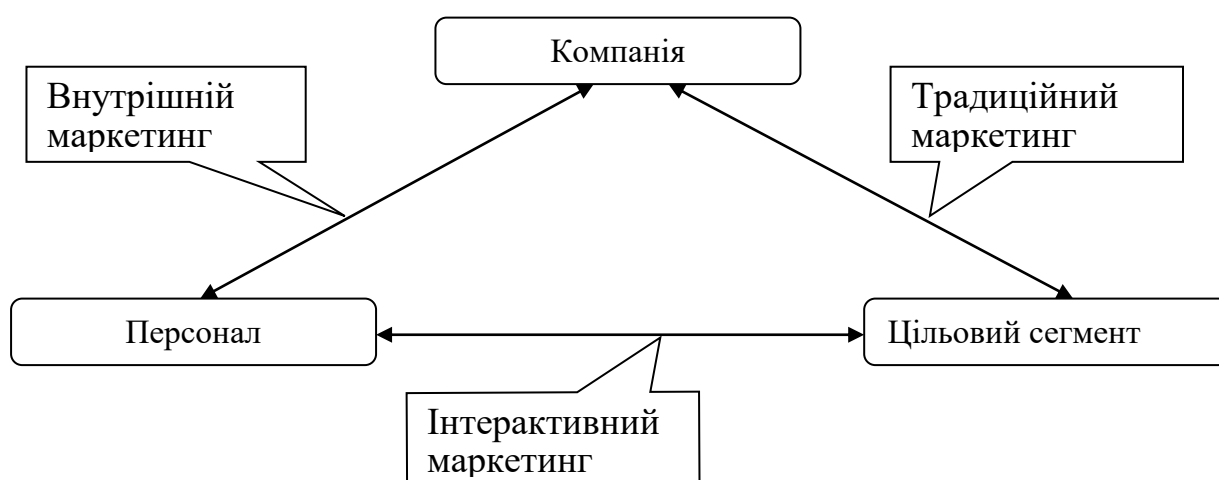 Компанія
Внутрішній
маркетинг
Традиційний
маркетинг
Персонал
Цільовий сегмент
Інтерактивний
маркетинг